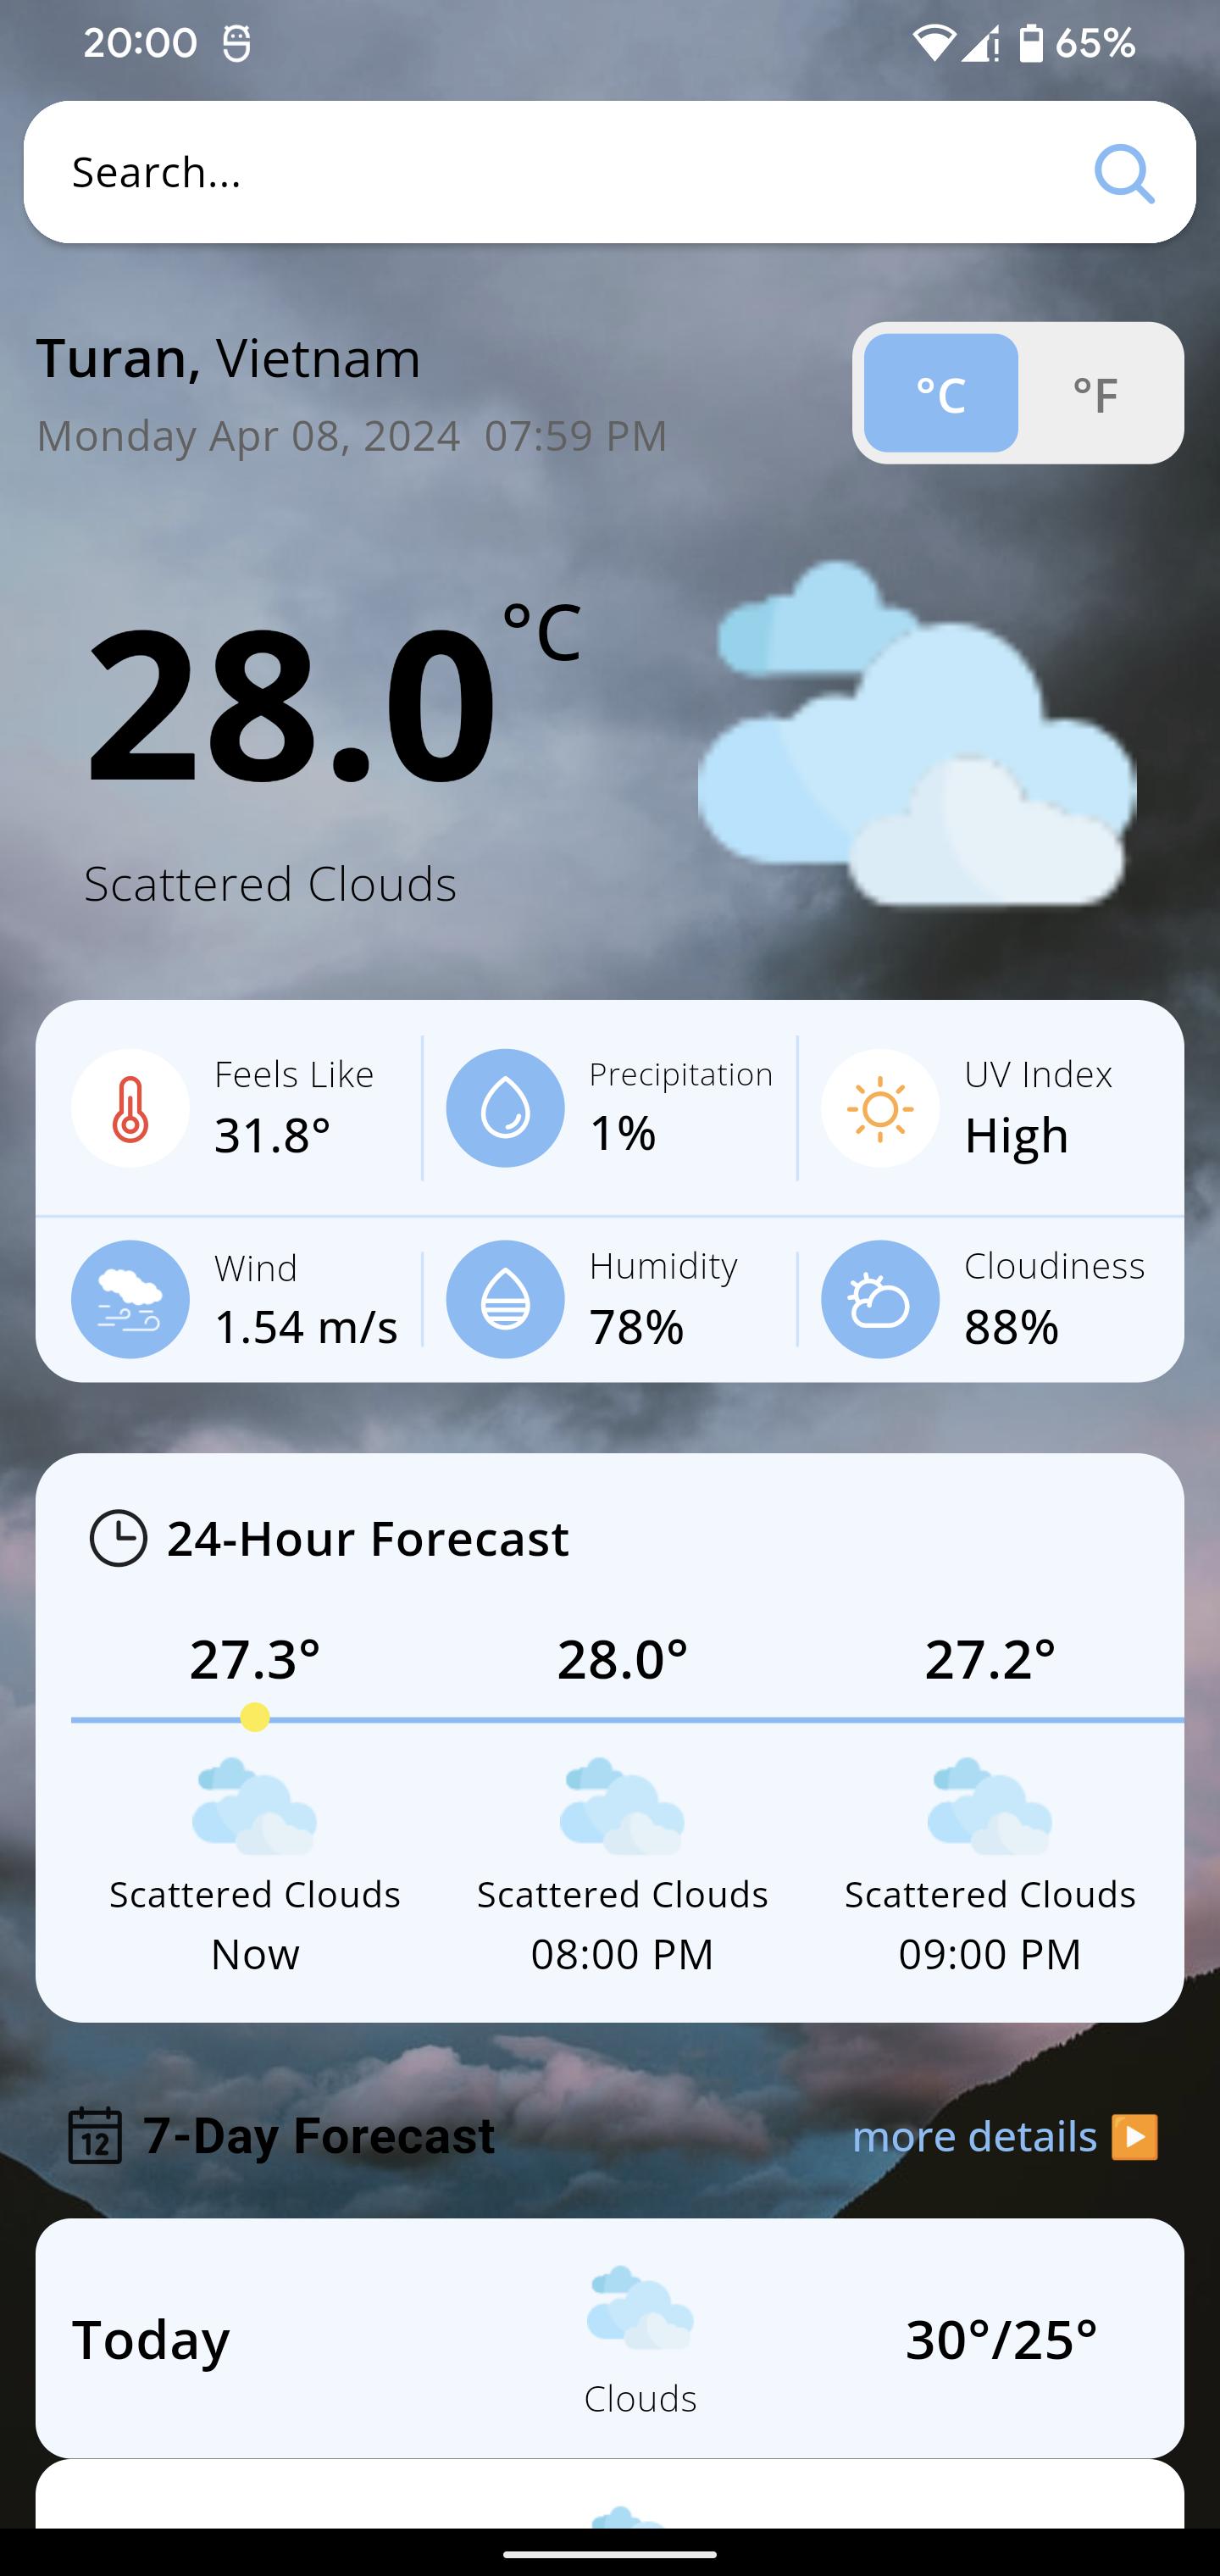 20:00 65%
Search...
Turan, Vietnam
Monday Apr 08, 2024 07:59 PM
°C °F
28.0°C
Scattered Clouds
Feels Like
31.8°
Precipitation
1%
UV Index
High
Wind
1.54 m/s
Humidity
78%
Cloudiness
88%
24-Hour Forecast
27.3° 28.0° 27.2°
Scattered Clouds Scattered Clouds Scattered Clouds
Now 08:00 PM 09:00 PM
12 7-Day Forecast more details
Today 30°/25°
Clouds